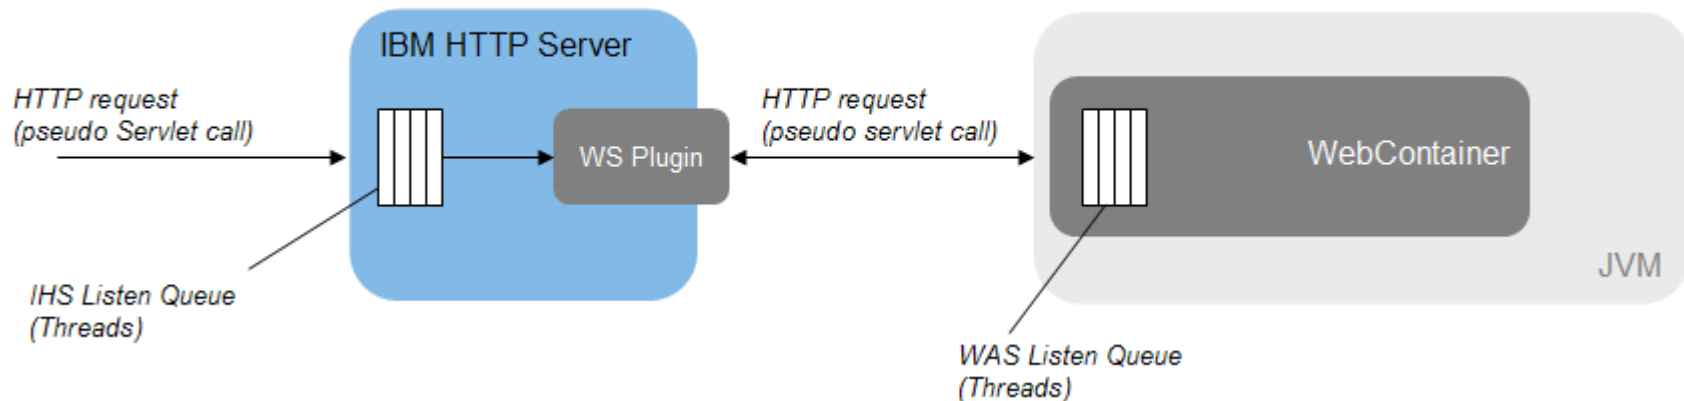 IBM HTTP Server
HTTP request
(pseudo Servlet call)
WS Plugin
HTTP request
(pseudo servlet call)
WebContainer
JVM
IHS Listen Queue
(Threads)
WAS Listen Queue
(Threads)